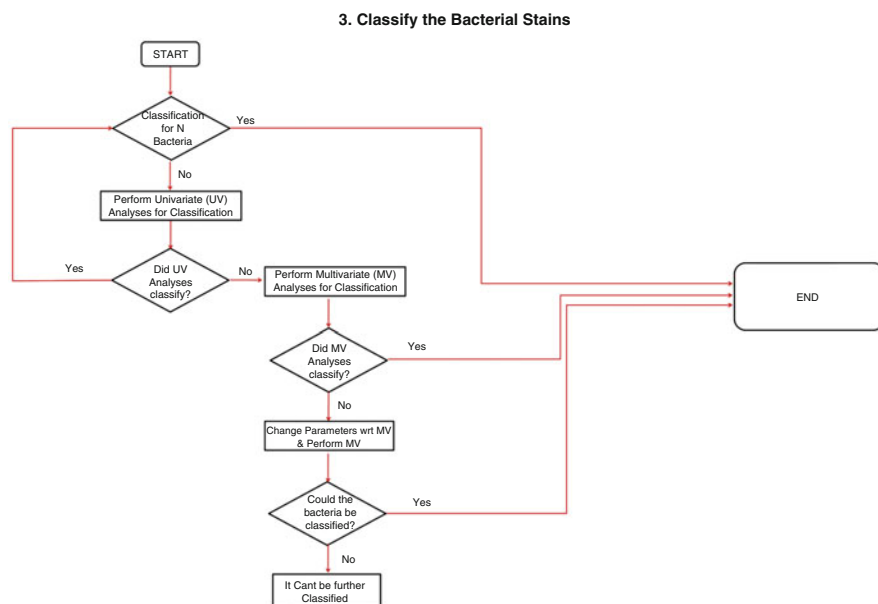 3. Classify the Bacterial Stains
START
Classification
for N
Bacteria
Yes
No
Perform Univariate (UV)
Analyses for Classification
Yes
Did UV
Analyses
classify?
No
Perform Multivariate (MV)
Analyses for Classification
END
Did MV
Analyses
classify?
Yes
No
Change Parameters wrt MV
& Perform MV
Could the
bacteria be
classified?
Yes
No
It Cant be further
Classified